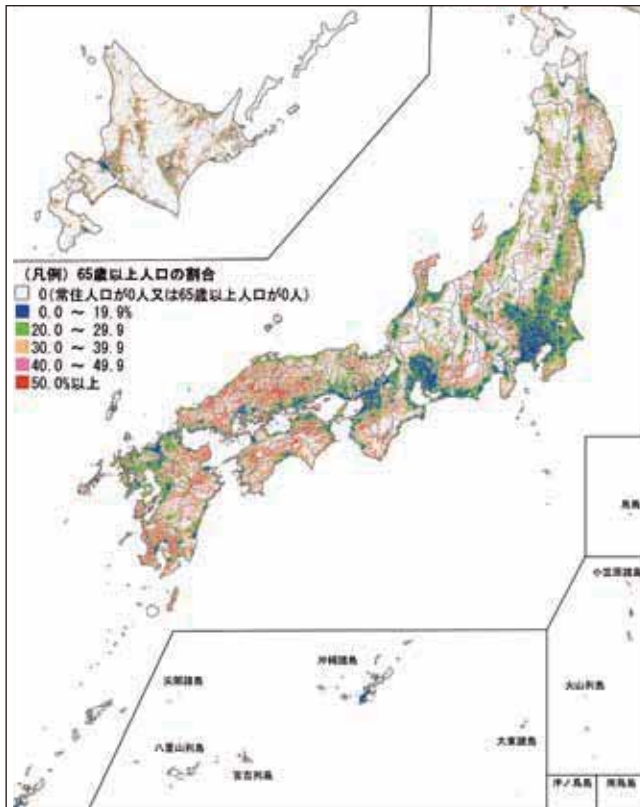 （凡例）65歳以上人口の割合
0(常住人口が0人又は65歳以上人口が0人)
0.0 ～ 19.9%
20.0 ～ 29.9
30.0 ～ 39.9
40.0 ～ 49.9
50.0%以上
鳥島
小笠原諸島
沖縄諸島
尖閣諸島
火山列島
大東諸島
八重山列島
宮古列島
沖ノ鳥島
南鳥島